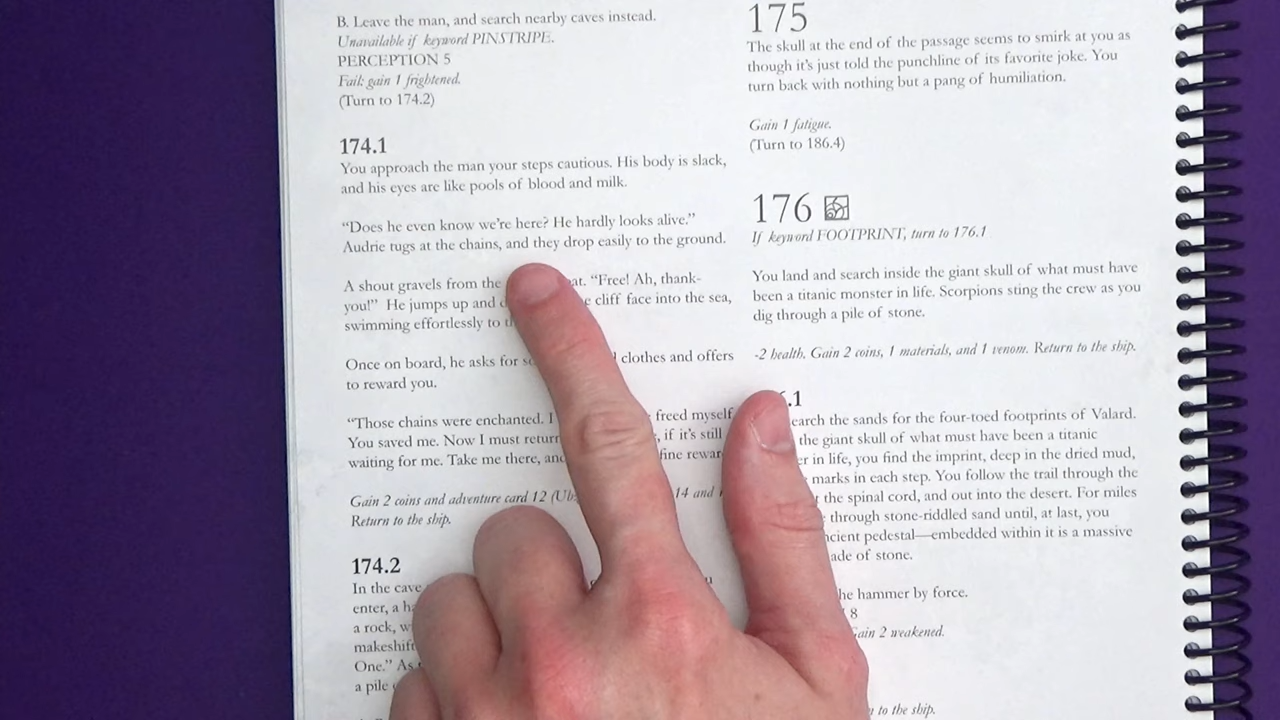 B. Leave the man, and search nearby caves instead.
Unavailable if keyword PINSTRIPE.
PERCEPTION 5
Fail: gain 1 frightened.
(Turn to 174.2)
174.1
You approach the man your steps cautious. His body is slack,
and his eyes are like pools of blood and milk.
“Does he even know we’re here? He hardly looks alive.”
Audrie tugs at the chains, and they drop easily to the ground.
A shout gravels from the at. “Free! Ah, thank-
you!” He jumps up and cliff face into the sea,
swimming effortlessly to
Once on board, he asks for clothes and offers
to reward you.
“Those chains were enchanted. I freed myself
You saved me. Now I must return , if it’s still
waiting for me. Take me there, and fine
Gain 2 coins and adventure card 12 14 and
Return to the ship.
174.2
In the cave
enter, a
a rock,
makeshift
One.” As
a pile
175
The skull at the end of the passage seems to smirk at you as
though it’s just told the punchline of its favorite joke. You
turn back with nothing but a pang of humiliation.
Gain 1 fatigue.
(Turn to 186.4)
176
If keyword FOOTPRINT, turn to 176.1
You land and search inside the giant skull of what must have
been a titanic monster in life. Scorpions sting the crew as you
dig through a pile of stone.
-2 health. Gain 2 coins, 1 materials, and 1 venom. Return to the ship.
.1
earch the sands for the four-toed footprints of Valard.
the giant skull of what must have been a titanic
er in life, you find the imprint, deep in the dried mud,
marks in each step. You follow the trail through the
the spinal cord, and out into the desert. For miles
through stone-riddled sand until, at last, you
ncient pedestal—embedded within it is a massive
ade of stone.
he hammer by force.
8
ain 2 weakened.
to the ship.